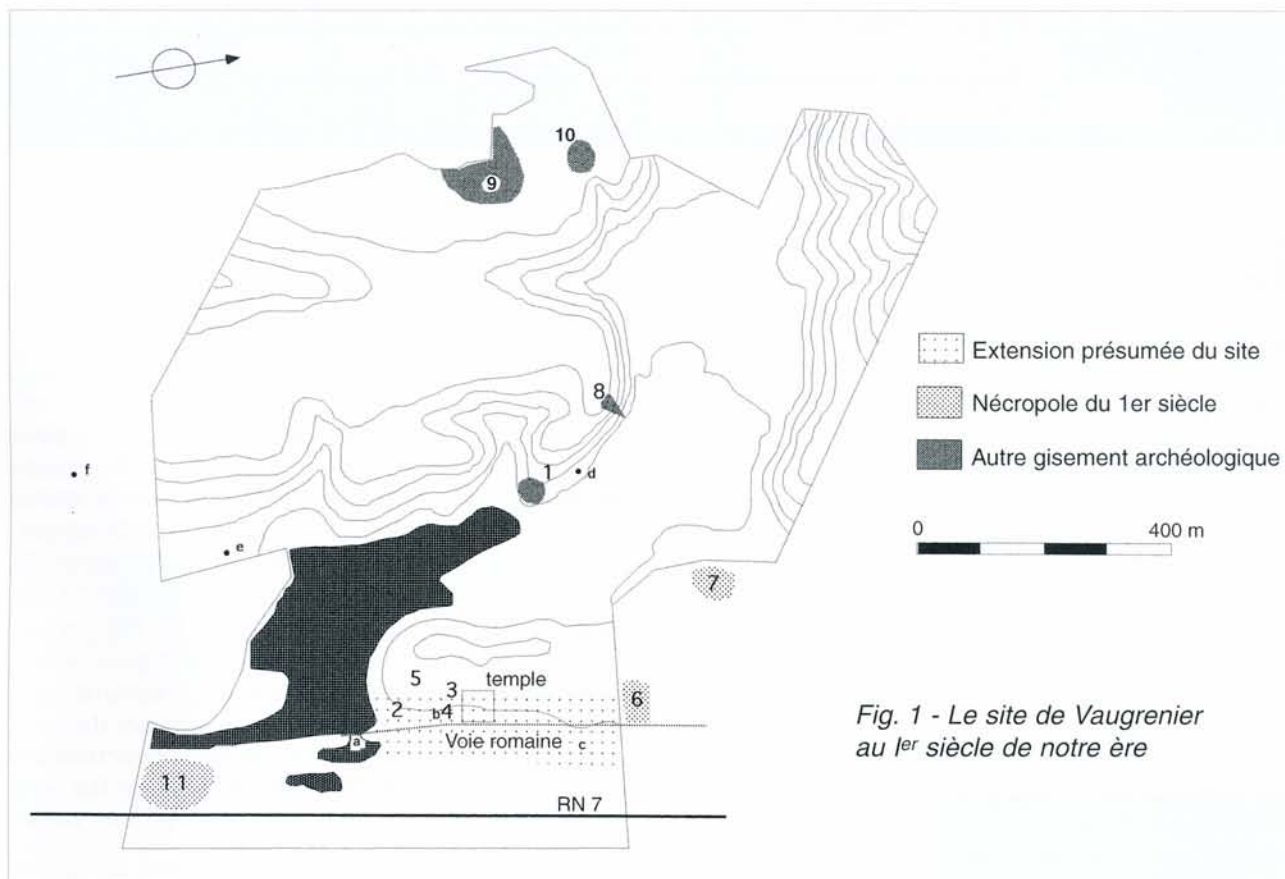 10
9
8
1
d
f
e
7
5
3
temple
6
2
b
4
Voie romaine
c
a
11
RN 7
Extension présumée du site
Nécropole du 1er siècle
Autre gisement archéologique
0
400 m
Fig. 1 - Le site de Vaugrenier
au Ier siècle de notre ère